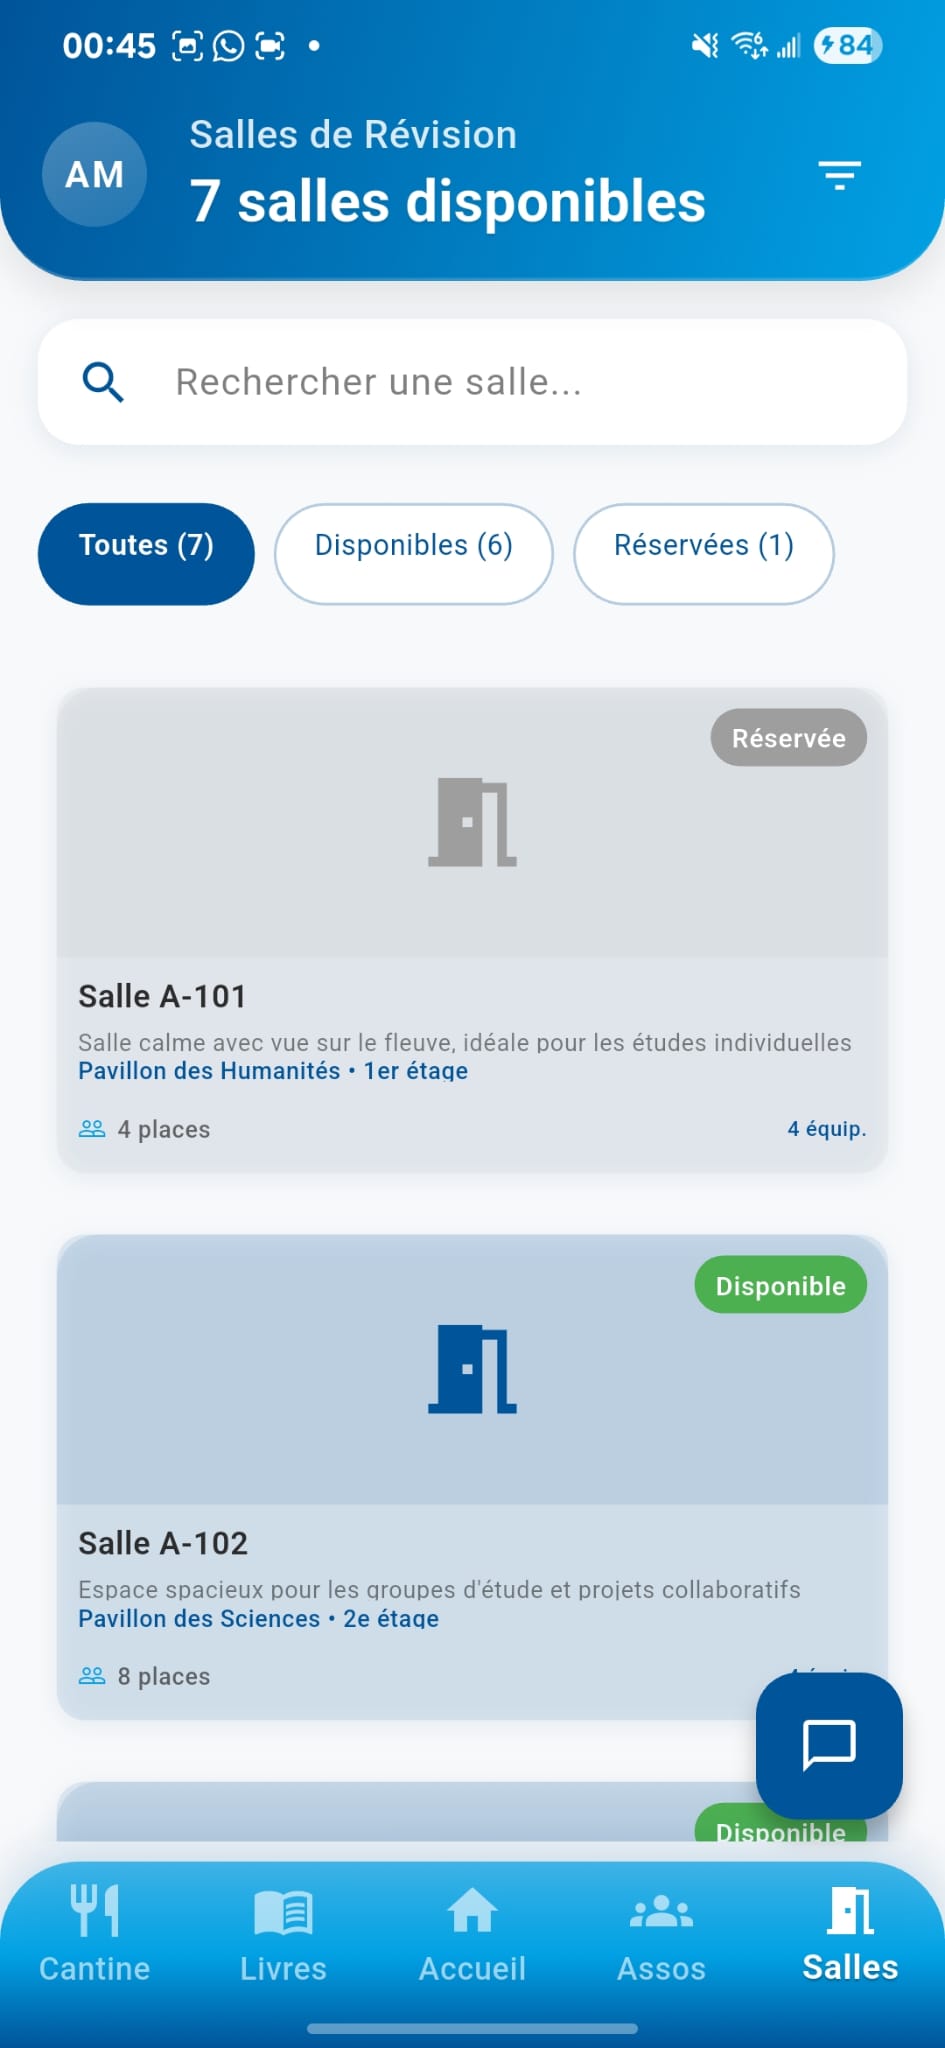 00:45
6
84
AM
Salles de Révision
7 salles disponibles
Rechercher une salle...
Toutes (7)
Disponibles (6)
Réservées (1)
Réservée
Salle A-101
Salle calme avec vue sur le fleuve, idéale pour les études individuelles
Pavillon des Humanités • 1er étage
4 places
4 équip.
Disponible
Salle A-102
Espace spacieux pour les groupes d'étude et projets collaboratifs
Pavillon des Sciences • 2e étage
8 places
Disponible
Cantine
Livres
Accueil
Assos
Salles